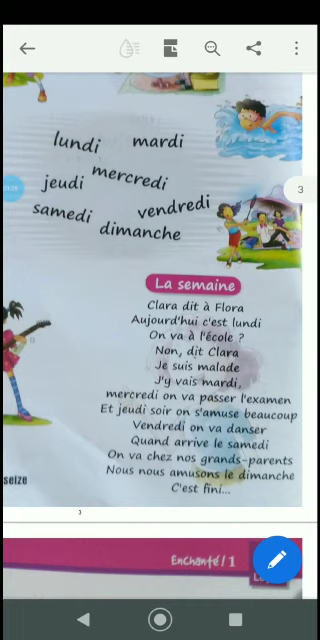 lundi
mardi
mercredi
jeudi
samedi
vendredi
dimanche
3
La semaine
Clara dit à Flora
Aujourd'hui c'est lundi
On va à l'école ?
Non, dit Clara
Je suis malade
J'y vais mardi,
mercredi on va passer l'examen
Et jeudi soir on s'amuse beaucoup
Vendredi on va danser
Quand arrive le samedi
On va chez nos grands-parents
Nous nous amusons le dimanche
C'est fini...
seize
3
Enchanté! 1